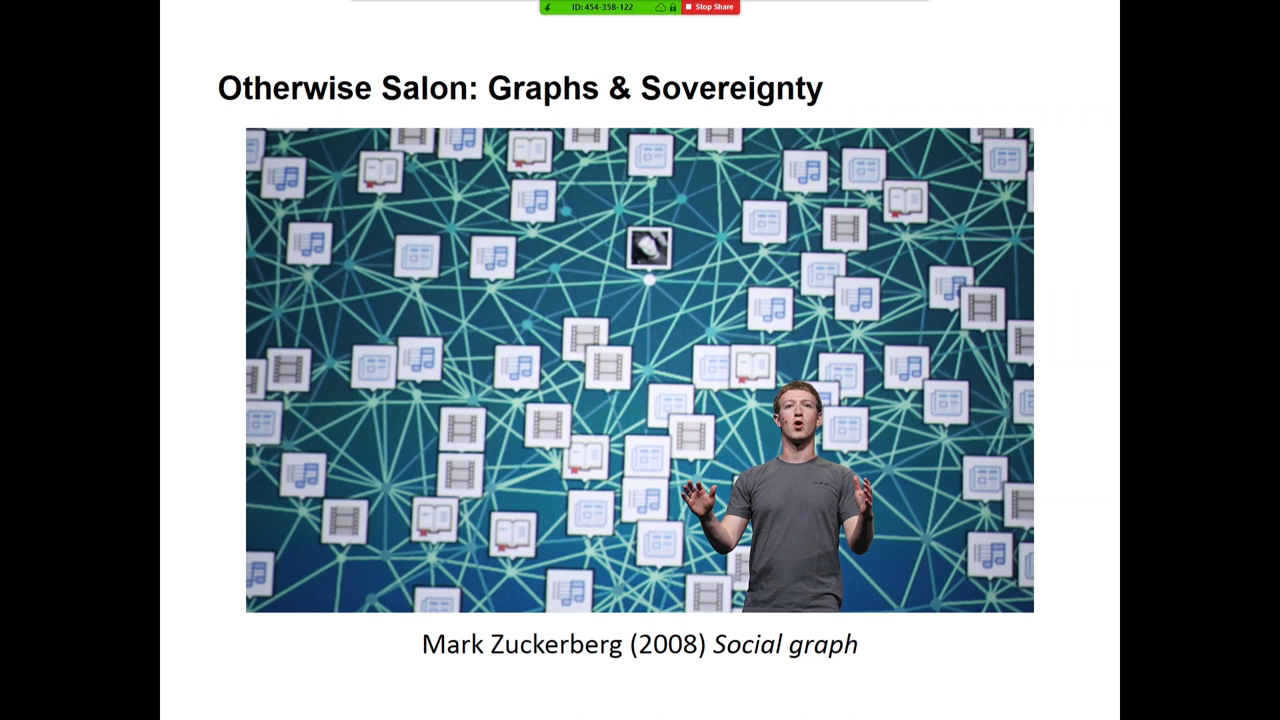 ID: 454-358-122
Stop Share
Otherwise Salon: Graphs & Sovereignty
Mark Zuckerberg (2008) Social graph